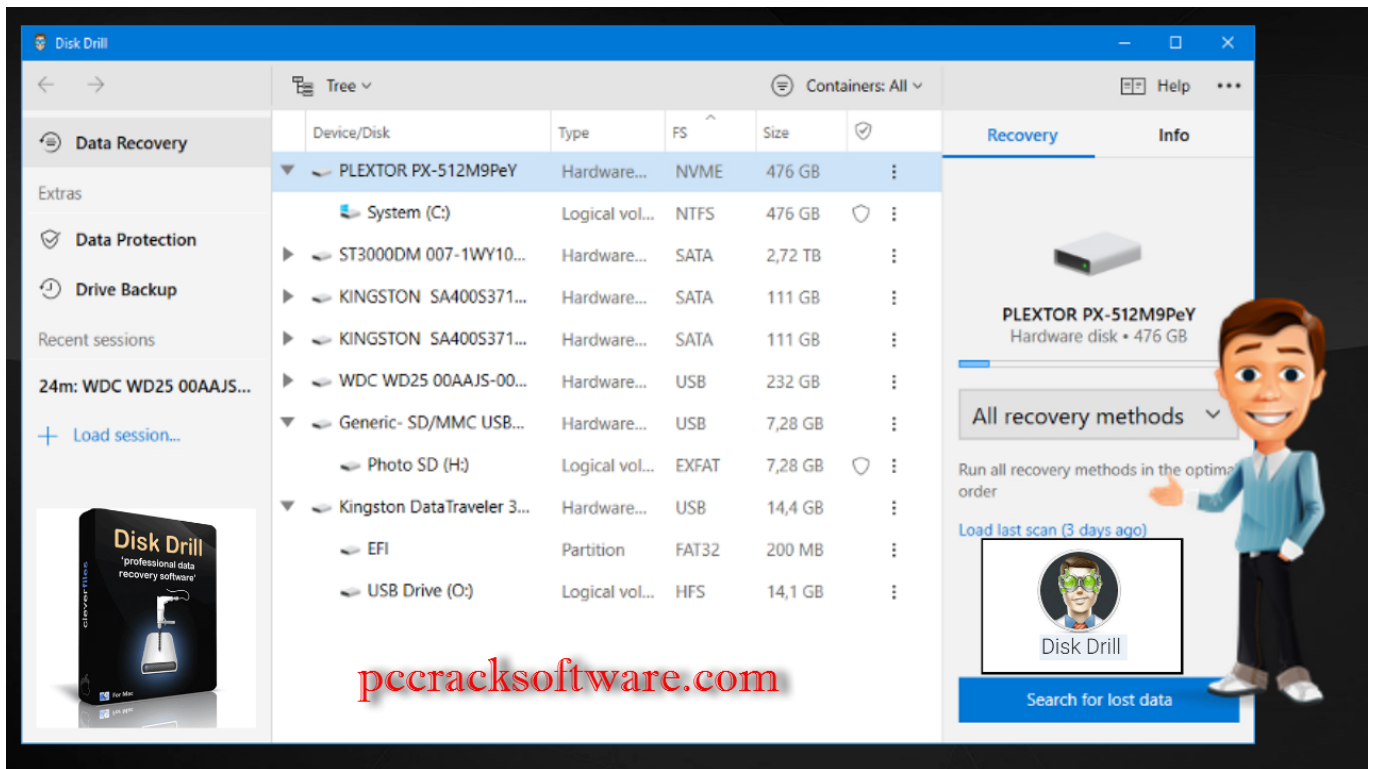 Disk Drill
Tree
Containers: All
Help
Data Recovery
Extras
Data Protection
Drive Backup
Recent sessions
24m: WDC WD25 00AAJS...
Load session...
Disk Drill
'professional data
recovery software'
cleverfiles
For Mac
Device/Disk Type FS Size
PLEXTOR PX-512M9PeY Hardware... NVME 476 GB
System (C:) Logical vol... NTFS 476 GB
ST3000DM 007-1WY10... Hardware... SATA 2,72 TB
KINGSTON SA400S371... Hardware... SATA 111 GB
KINGSTON SA400S371... Hardware... SATA 111 GB
WDC WD25 00AAJS-00... Hardware... USB 232 GB
Generic- SD/MMC USB... Hardware... USB 7,28 GB
Photo SD (H:) Logical vol... EXFAT 7,28 GB
Kingston DataTraveler 3... Hardware... USB 14,4 GB
EFI Partition FAT32 200 MB
USB Drive (O:) Logical vol... HFS 14,1 GB
pccracksoftware.com
Recovery Info
PLEXTOR PX-512M9PeY
Hardware disk • 476 GB
All recovery methods
Run all recovery methods in the optima
order
Load last scan (3 days ago)
Disk Drill
Search for lost data